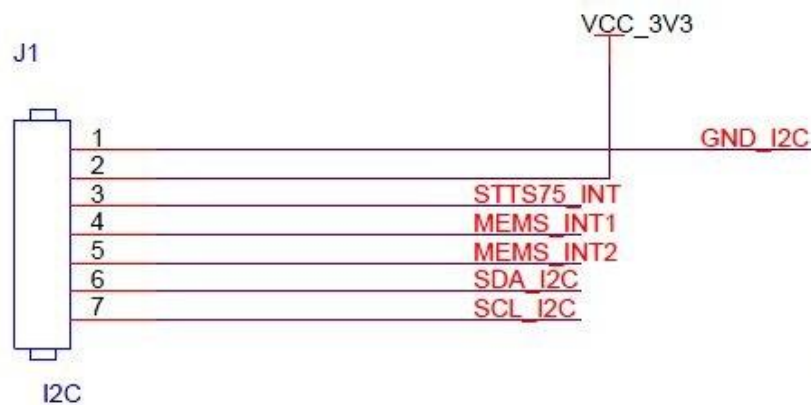 VCC_3V3
J1
1
GND_I2C
2
3
STTS75_INT
4
MEMS_INT1
5
MEMS_INT2
6
SDA_I2C
7
SCL_I2C
I2C